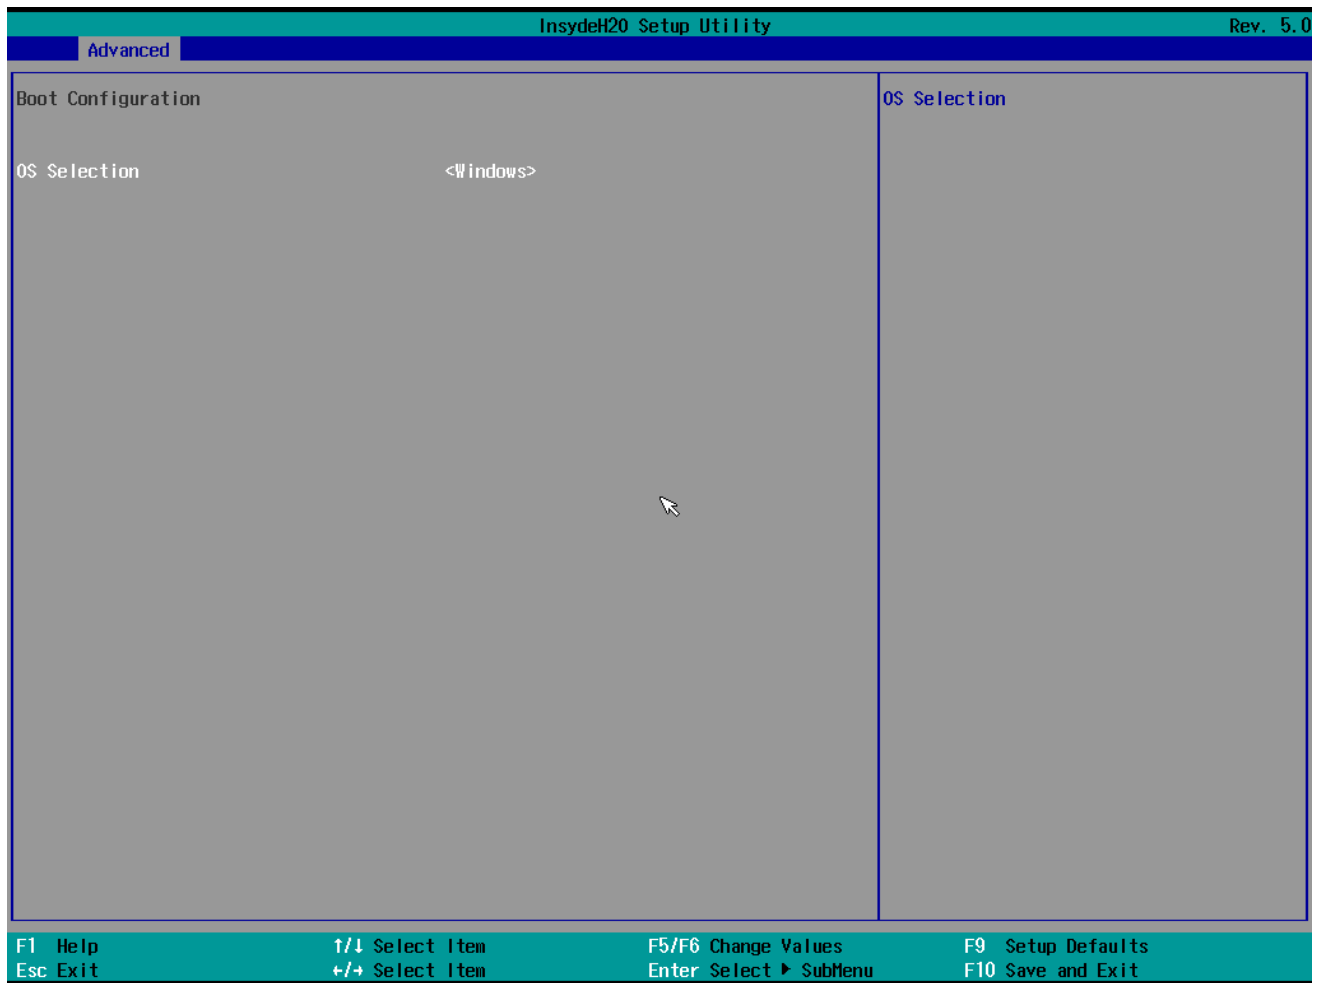 InsydeH20 Setup Utility Rev. 5.0
Advanced
Boot Configuration
OS Selection <Windows>
OS Selection
F1 Help ↑/↓ Select Item F5/F6 Change Values F9 Setup Defaults
Esc Exit ←/→ Select Item Enter Select ▶ SubMenu F10 Save and Exit